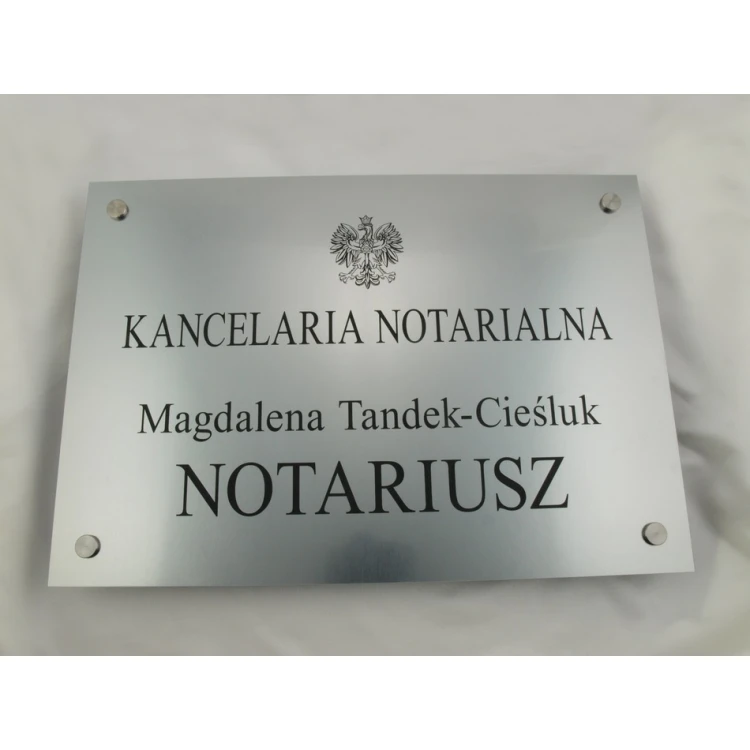 KANCELARIA NOTARIALNA
Magdalena Tandek-Cieśluk
NOTARIUSZ